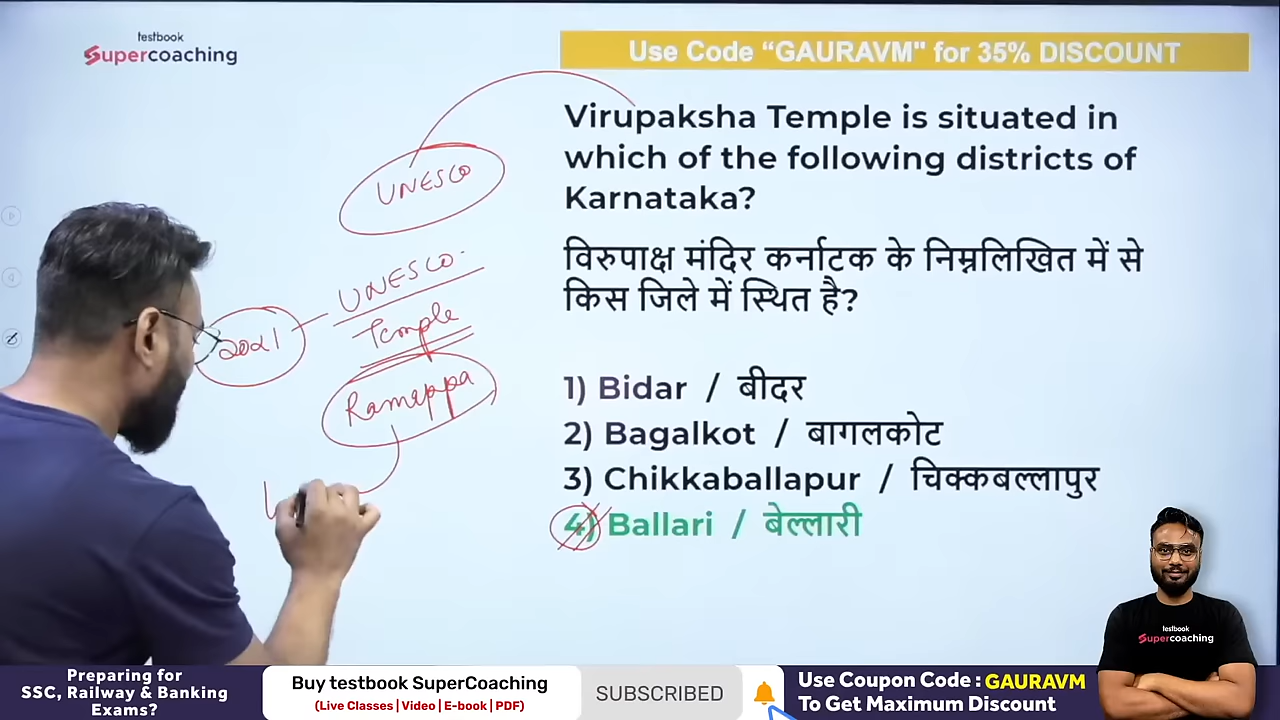 testbook
Supercoaching
Use Code “GAURAVM" for 35% DISCOUNT
Virupaksha Temple is situated in
which of the following districts of
Karnataka?
विरुपाक्ष मंदिर कर्नाटक के निम्नलिखित में से
किस जिले में स्थित है?
1) Bidar / बीदर
2) Bagalkot / बागलकोट
3) Chikkaballapur / चिक्कबल्लापुर
4) Ballari / बेल्लारी
UNESCO
2021
UNESCO.
Temple
Ramappa
testbook
Supercoaching
Preparing for
SSC, Railway & Banking
Exams?
Buy testbook SuperCoaching
(Live Classes | Video | E-book | PDF)
SUBSCRIBED
Use Coupon Code : GAURAVM
To Get Maximum Discount